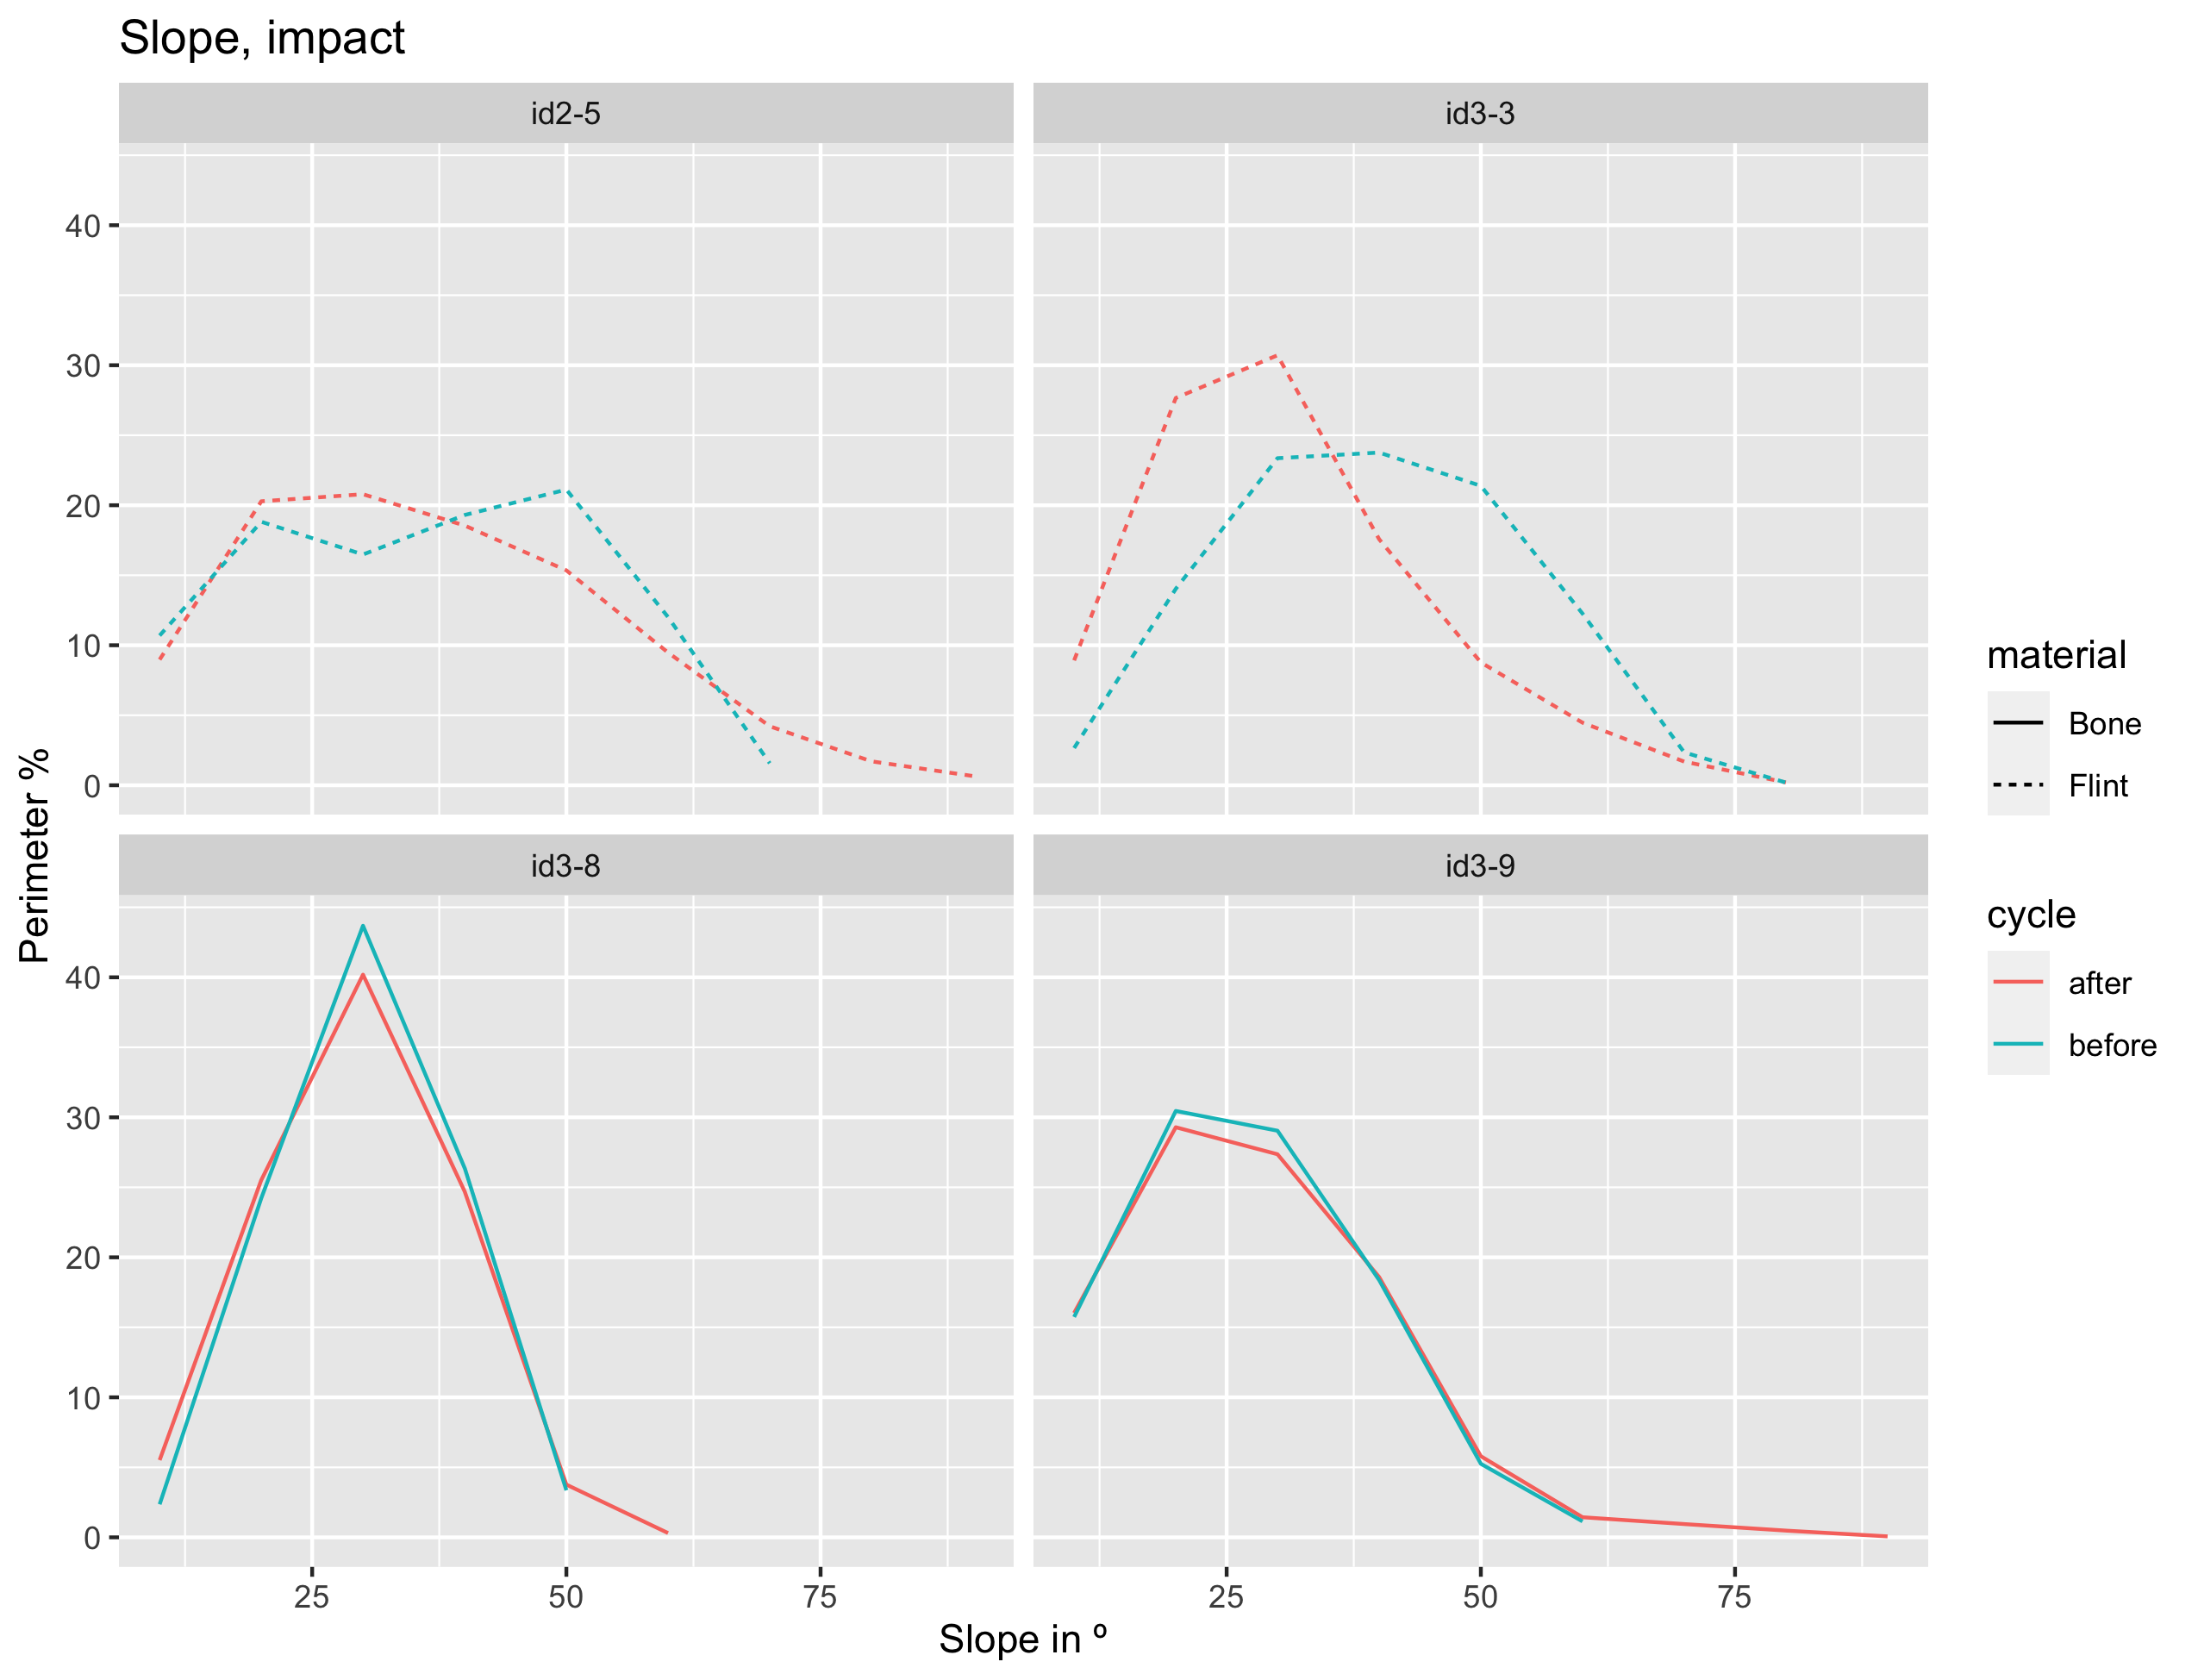 Slope, impact
id2-5
id3-3
40
30
20
10
0
id3-8
id3-9
40
30
20
10
0
25
50
75
25
50
75
Slope in º
Perimeter %
material
Bone
Flint
cycle
after
before